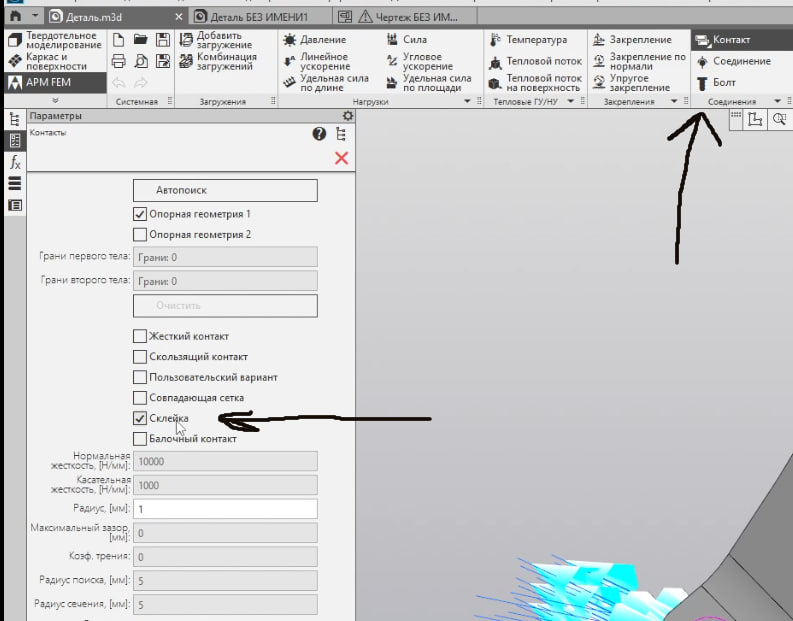 Деталь.m3d
Деталь БЕЗ ИМЕНИ1
Чертеж БЕЗ ИМ...
Твердотельное моделирование
Каркас и поверхности
APM FEM
Системная
Добавить загружение
Комбинация загружений
Загружения
Давление
Линейное ускорение
Удельная сила по длине
Сила
Угловое ускорение
Удельная сила по площади
Нагрузки
Температура
Тепловой поток
Тепловой поток на поверхность
Тепловые ГУ/НУ
Закрепление
Закрепление по нормали
Упругое закрепление
Закрепления
Контакт
Соединение
Болт
Соединения
Параметры
Контакты
Автопоиск
Опорная геометрия 1
Опорная геометрия 2
Грани первого тела: Грани: 0
Грани второго тела: Грани: 0
Очистить
Жесткий контакт
Скользящий контакт
Пользовательский вариант
Совпадающая сетка
Склейка
Балочный контакт
Нормальная жесткость, [Н/мм]: 10000
Касательная жесткость, [Н/мм]: 1000
Радиус, [мм]: 1
Максимальный зазор, [мм]: 0
Коэф. трения: 0
Радиус поиска, [мм]: 5
Радиус сечения, [мм]: 5